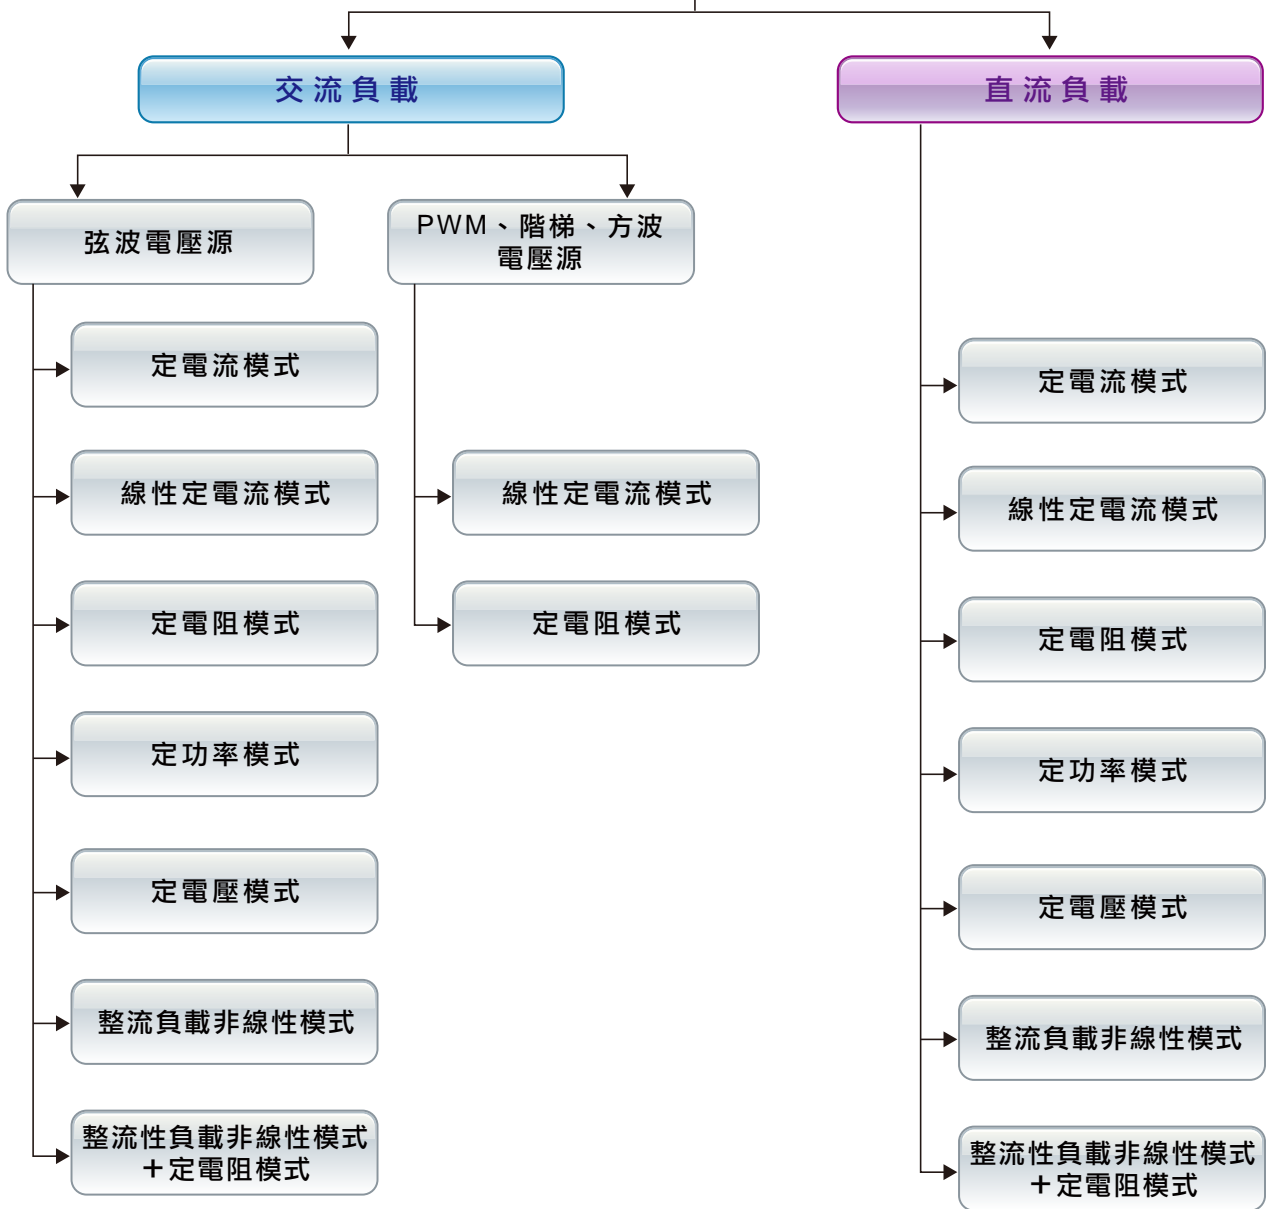 交流負載
直流負載
弦波電壓源
PWM、階梯、方波
電壓源
定電流模式
線性定電流模式
定電阻模式
定功率模式
定電壓模式
整流負載非線性模式
整流性負載非線性模式
+定電阻模式
線性定電流模式
定電阻模式
定電流模式
線性定電流模式
定電阻模式
定功率模式
定電壓模式
整流負載非線性模式
整流性負載非線性模式
+定電阻模式